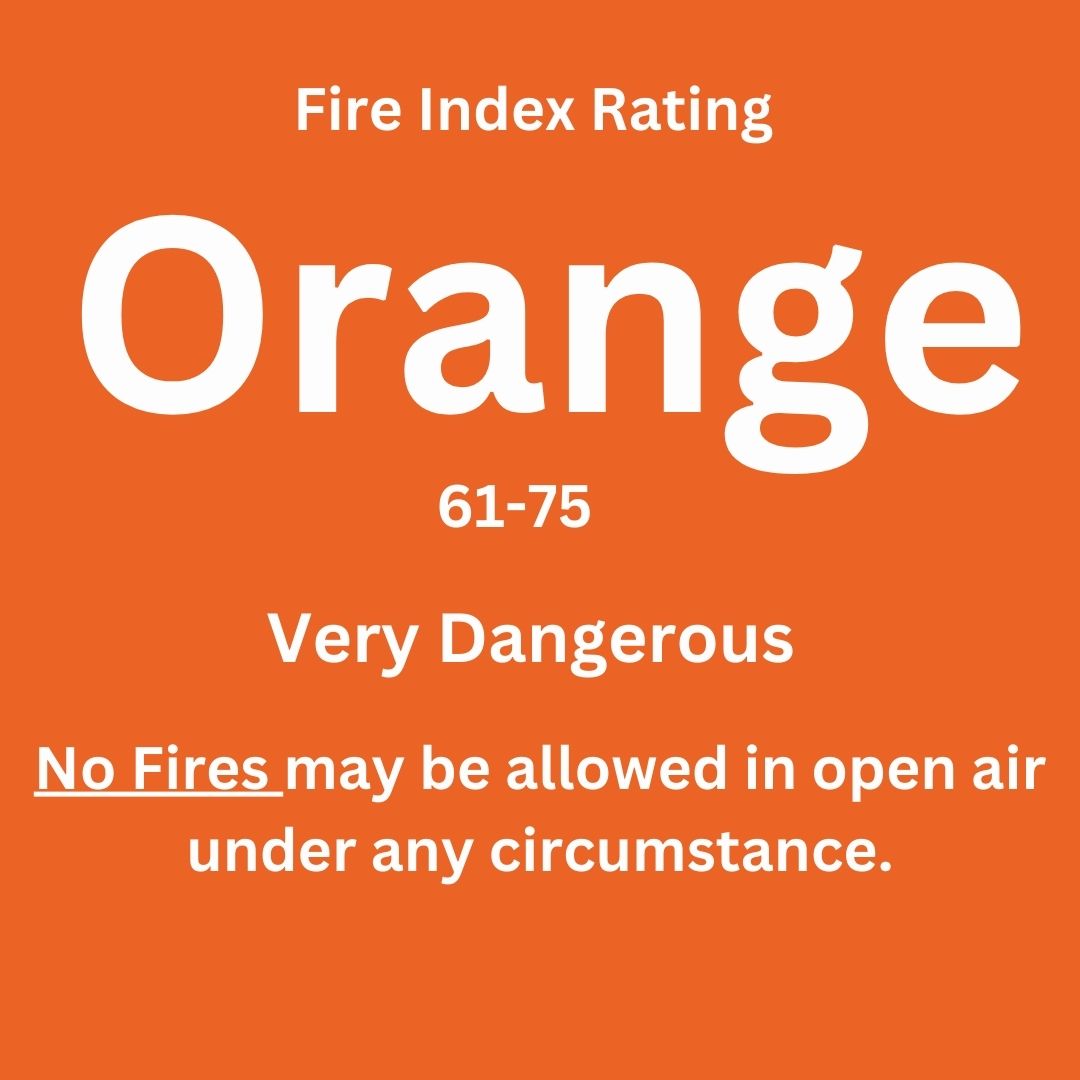 Fire Index Rating
Orange
61-75
Very Dangerous
No Fires may be allowed in open air
under any circumstance.